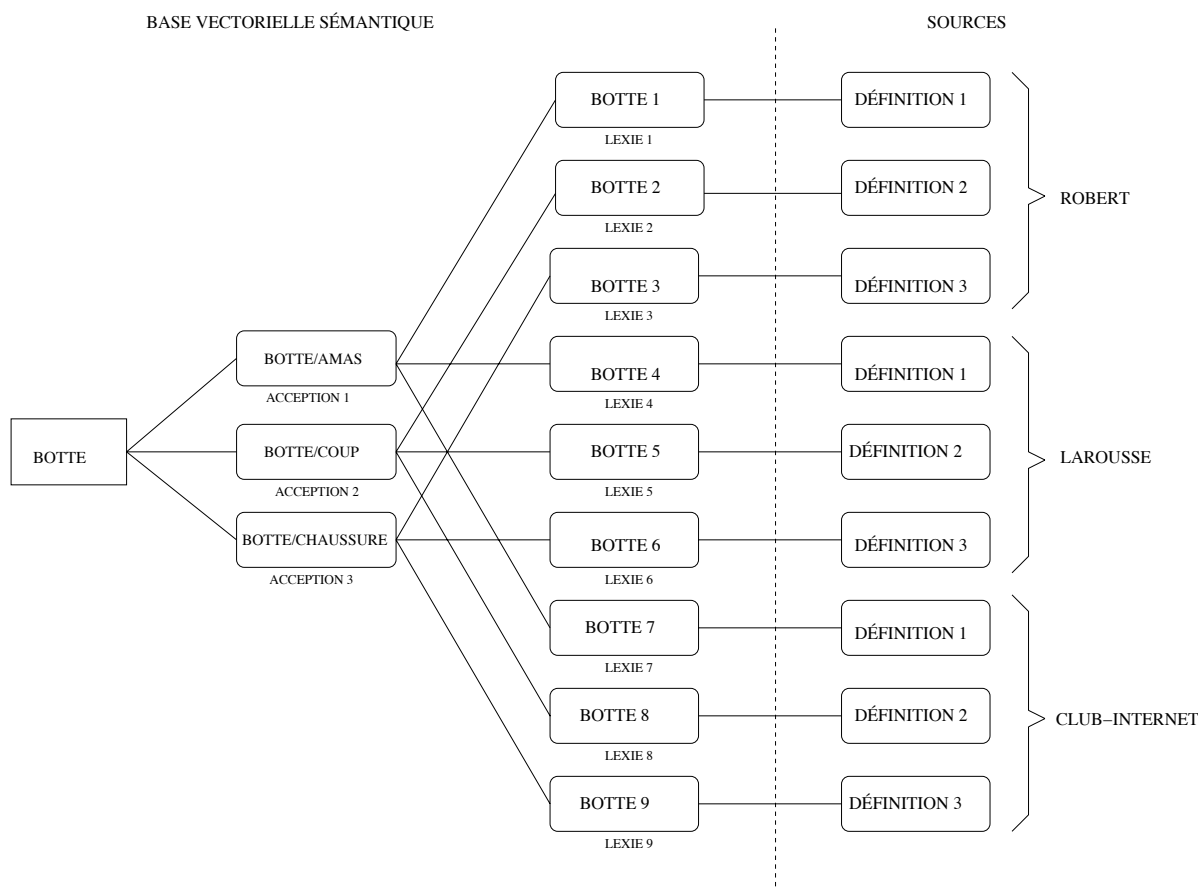 BASE VECTORIELLE SÉMANTIQUE
SOURCES
BOTTE 1
LEXIE 1
DÉFINITION 1
BOTTE 2
LEXIE 2
DÉFINITION 2
ROBERT
BOTTE 3
LEXIE 3
DÉFINITION 3
BOTTE/AMAS
ACCEPTION 1
BOTTE 4
LEXIE 4
DÉFINITION 1
BOTTE
BOTTE/COUP
ACCEPTION 2
BOTTE 5
LEXIE 5
DÉFINITION 2
LAROUSSE
BOTTE/CHAUSSURE
ACCEPTION 3
BOTTE 6
LEXIE 6
DÉFINITION 3
BOTTE 7
LEXIE 7
DÉFINITION 1
BOTTE 8
LEXIE 8
DÉFINITION 2
CLUB−INTERNET
BOTTE 9
LEXIE 9
DÉFINITION 3